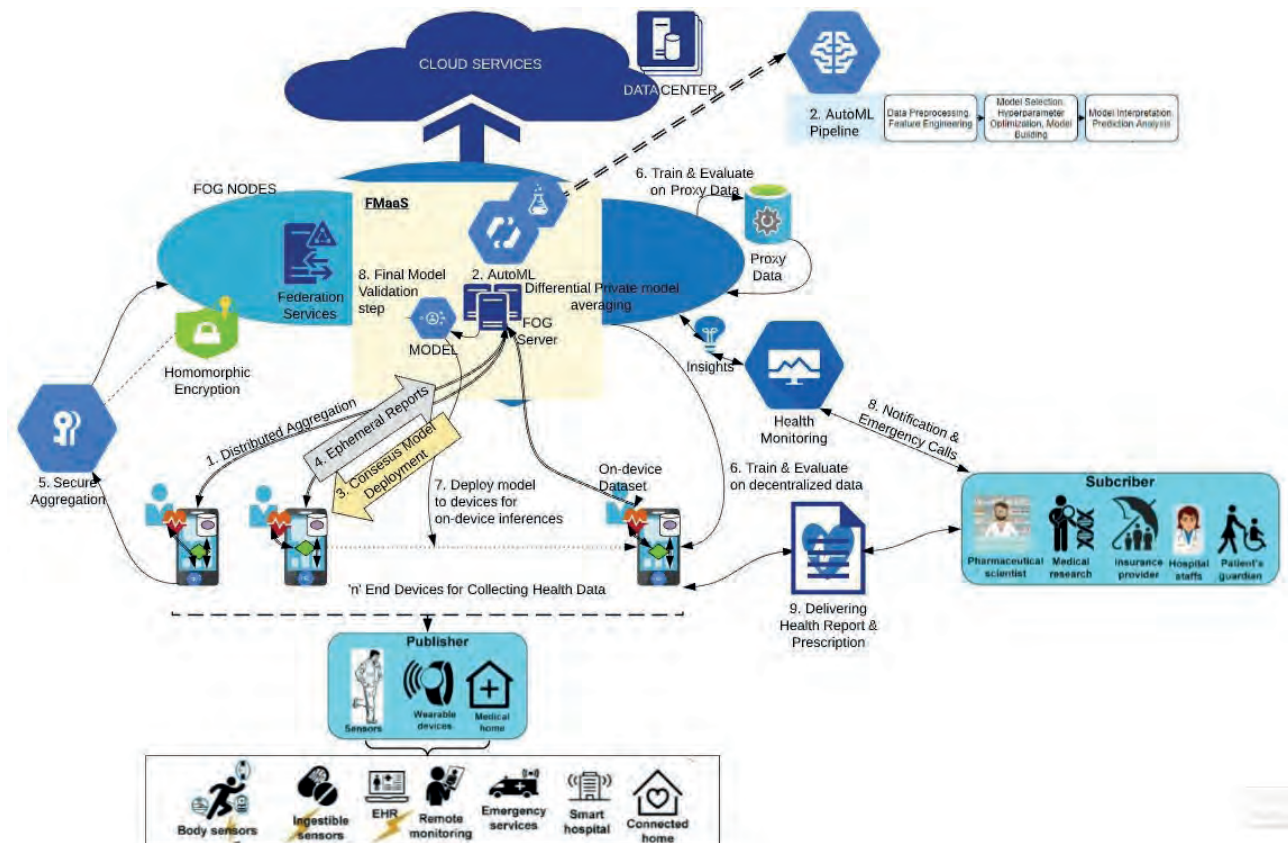 CLOUD SERVICES
DATA CENTER
2. AutoML
Pipeline
Data Preprocessing,
Feature Engineering
Model Selection,
Hyperparameter
Optimization, Model
Building
Model Interpretation,
Prediction Analysis
FOG NODES
FMaaS
6. Train & Evaluate
on Proxy Data
Proxy
Data
Federation
Services
8. Final Model
Validation
step
2. AutoML
Differential Private model
averaging
FOG
Server
MODEL
Homomorphic
Encryption
Insights
Health
Monitoring
8. Notification &
Emergency Calls
5. Secure
Aggregation
1. Distributed Aggregation
4. Ephemeral Reports
3. Consesus Model
Deployment
7. Deploy model
to devices for
on-device inferences
On-device
Dataset
6. Train & Evaluate
on decentralized data
Subcriber
Pharmaceutical
scientist
Medical
research
Insurance
provider
Hospital
staffs
Patient's
guardian
'n' End Devices for Collecting Health Data
9. Delivering
Health Report &
Prescription
Publisher
Sensors
Wearable
devices
Medical
home
Body sensors
Ingestible
sensors
EHR
Remote
monitoring
Emergency
services
Smart
hospital
Connected
home